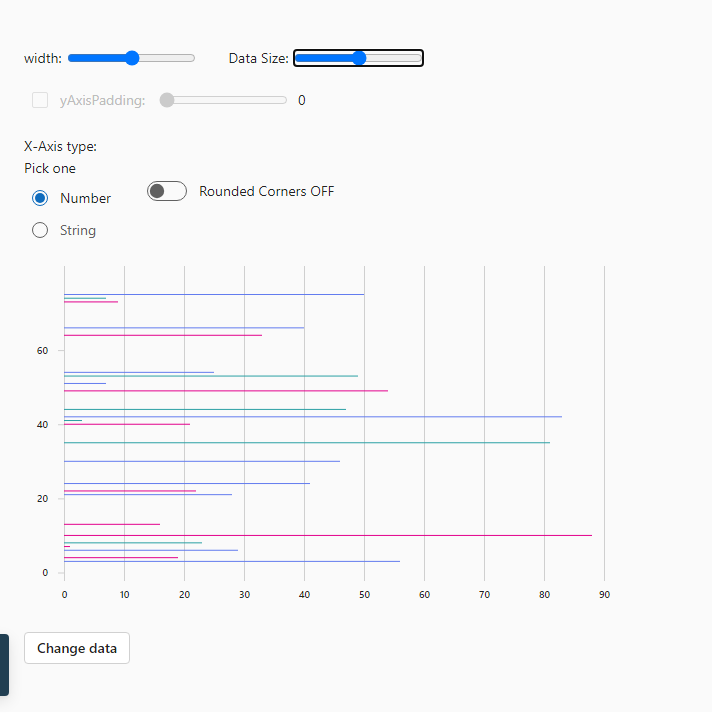 width: Data Size:
yAxisPadding: 0
X-Axis type:
Pick one
Number Rounded Corners OFF
String
60
40
20
0
0 10 20 30 40 50 60 70 80 90
Change data